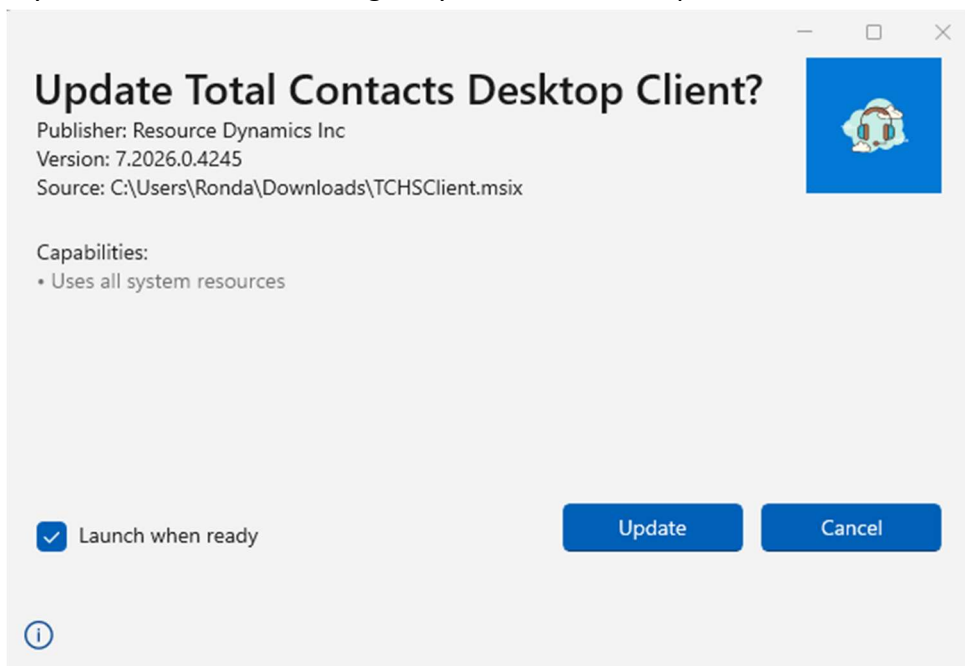 Update Total Contacts Desktop Client?
Publisher: Resource Dynamics Inc
Version: 7.2026.0.4245
Source: C:\Users\Ronda\Downloads\TCHSClient.msix
Capabilities:
• Uses all system resources
Launch when ready
Update
Cancel